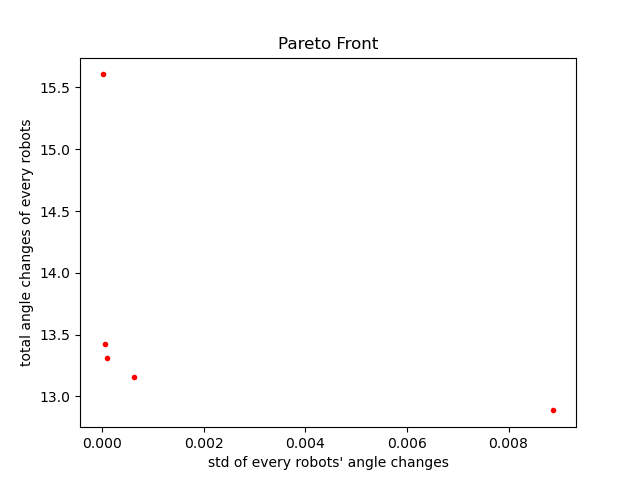 Pareto Front
15.5
15.0
14.5
14.0
13.5
13.0
total angle changes of every robots
0.000 0.002 0.004 0.006 0.008
std of every robots' angle changes